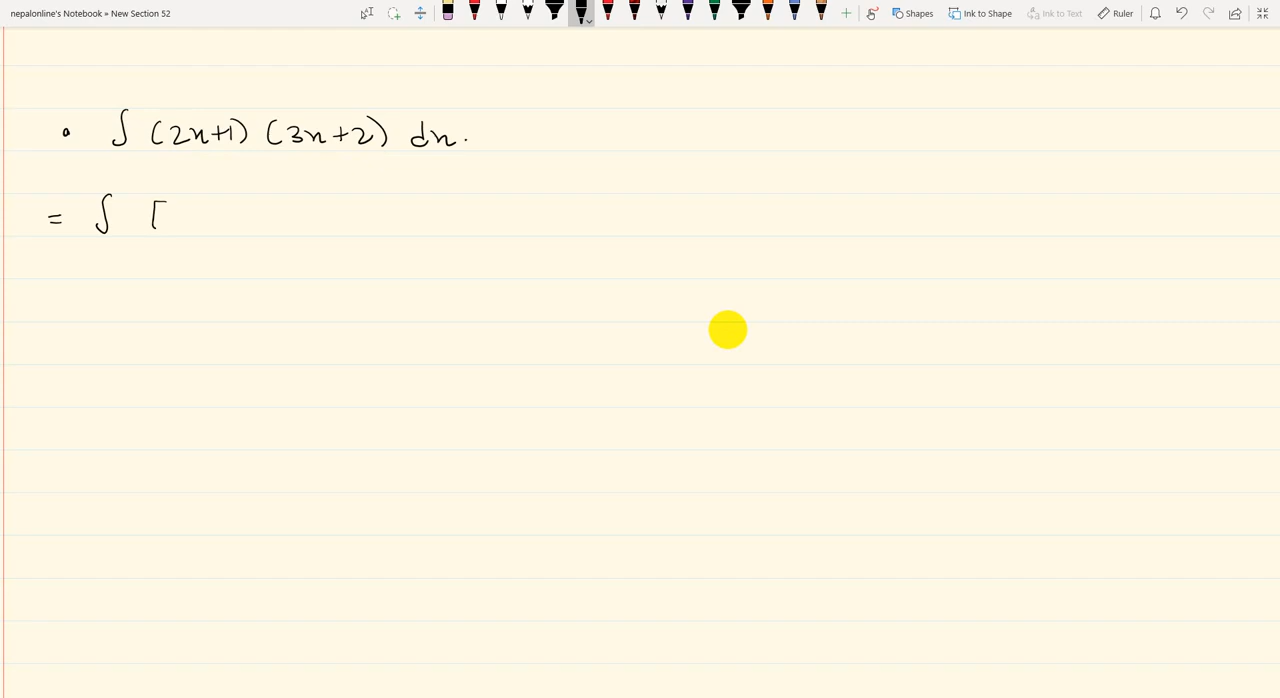 nepalonline's Notebook » New Section 52
Shapes Ink to Shape Ink to Text Ruler
• ∫ (2x+1) (3x+2) dx.
= ∫ [